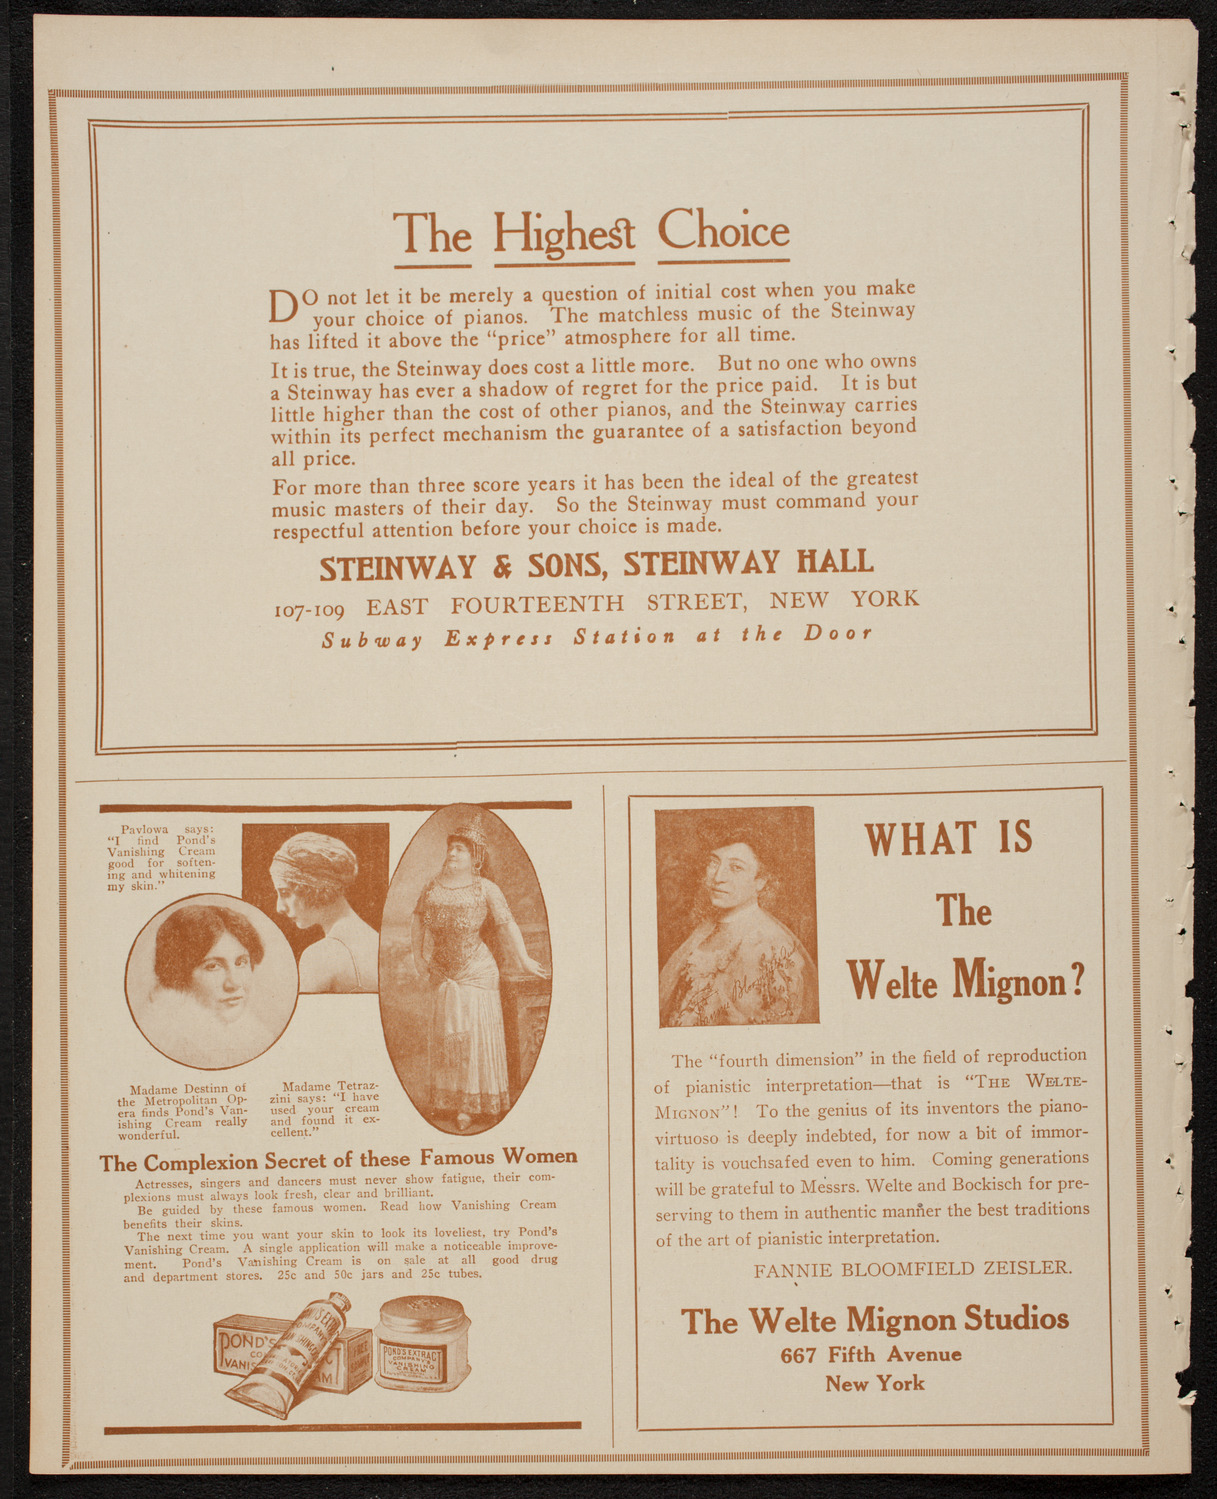 The Highest Choice
DO not let it be merely a question of initial cost when you make
your choice of pianos. The matchless music of the Steinway
has lifted it above the "price" atmosphere for all time.
It is true, the Steinway does cost a little more. But no one who owns
a Steinway has ever a shadow of regret for the price paid. It is but
little higher than the cost of other pianos, and the Steinway carries
within its perfect mechanism the guarantee of a satisfaction beyond
all price.
For more than three score years it has been the ideal of the greatest
music masters of their day. So the Steinway must command your
respectful attention before your choice is made.
STEINWAY & SONS, STEINWAY HALL
107-109 EAST FOURTEENTH STREET, NEW YORK
Subway Express Station at the Door
Pavlowa says:
"I find Pond's
Vanishing Cream
good for soften-
ing and whitening
my skin."
Madame Destinn of
the Metropolitan Op-
era finds Pond's Van-
ishing Cream really
wonderful.
Madame Tetraz-
zini says: "I have
used your cream
and found it ex-
cellent."
The Complexion Secret of these Famous Women
Actresses, singers and dancers must never show fatigue, their com-
plexions must always look fresh, clear and brilliant.
Be guided by these famous women. Read how Vanishing Cream
benefits their skins.
The next time you want your skin to look its loveliest, try Pond's
Vanishing Cream. A single application will make a noticeable improve-
ment. Pond's Vanishing Cream is on sale at all good drug
and department stores. 25c and 50c jars and 25c tubes.
POND'S
CO
VANIS
AM
POND'S EXTRACT
COMPANY'S
VANISHING
CREAM
WHAT IS
The
Welte Mignon?
The "fourth dimension" in the field of reproduction
of pianistic interpretation—that is "THE WELTE-
MIGNON"! To the genius of its inventors the piano-
virtuoso is deeply indebted, for now a bit of immor-
tality is vouchsafed even to him. Coming generations
will be grateful to Messrs. Welte and Bockisch for pre-
serving to them in authentic manner the best traditions
of the art of pianistic interpretation.
FANNIE BLOOMFIELD ZEISLER.
The Welte Mignon Studios
667 Fifth Avenue
New York